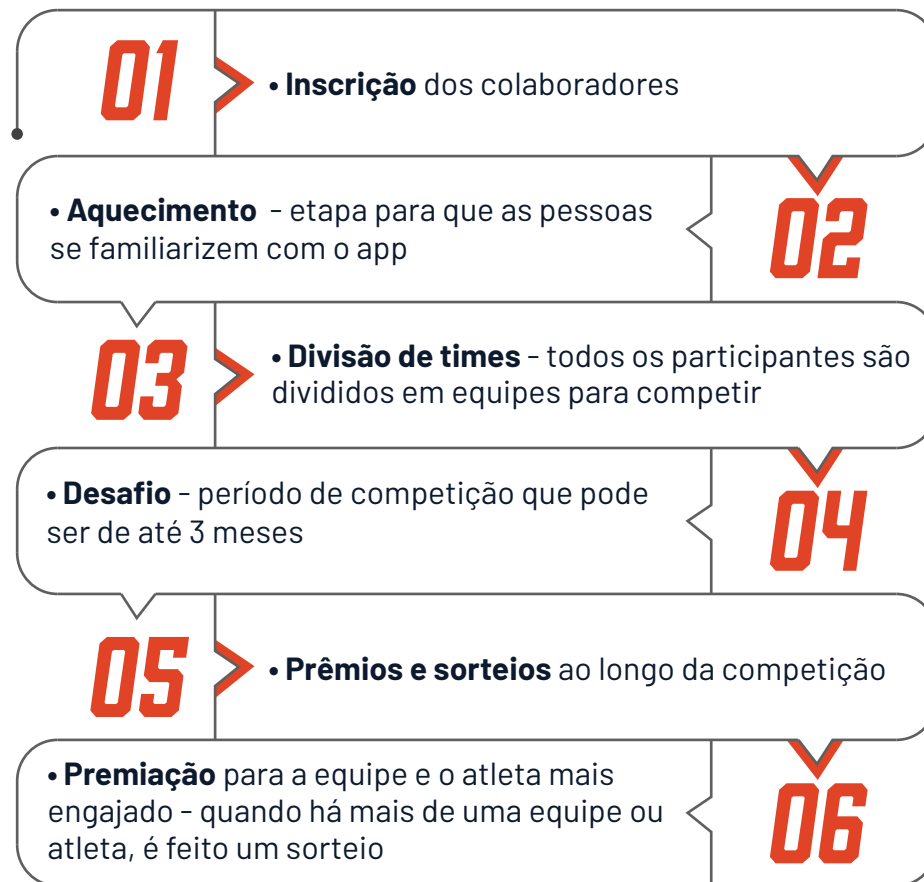 01
• Inscrição dos colaboradores
• Aquecimento - etapa para que as pessoas
se familiarizem com o app
02
03
• Divisão de times - todos os participantes são
divididos em equipes para competir
• Desafio - período de competição que pode
ser de até 3 meses
04
05
• Prêmios e sorteios ao longo da competição
• Premiação para a equipe e o atleta mais
engajado - quando há mais de uma equipe ou
atleta, é feito um sorteio
06